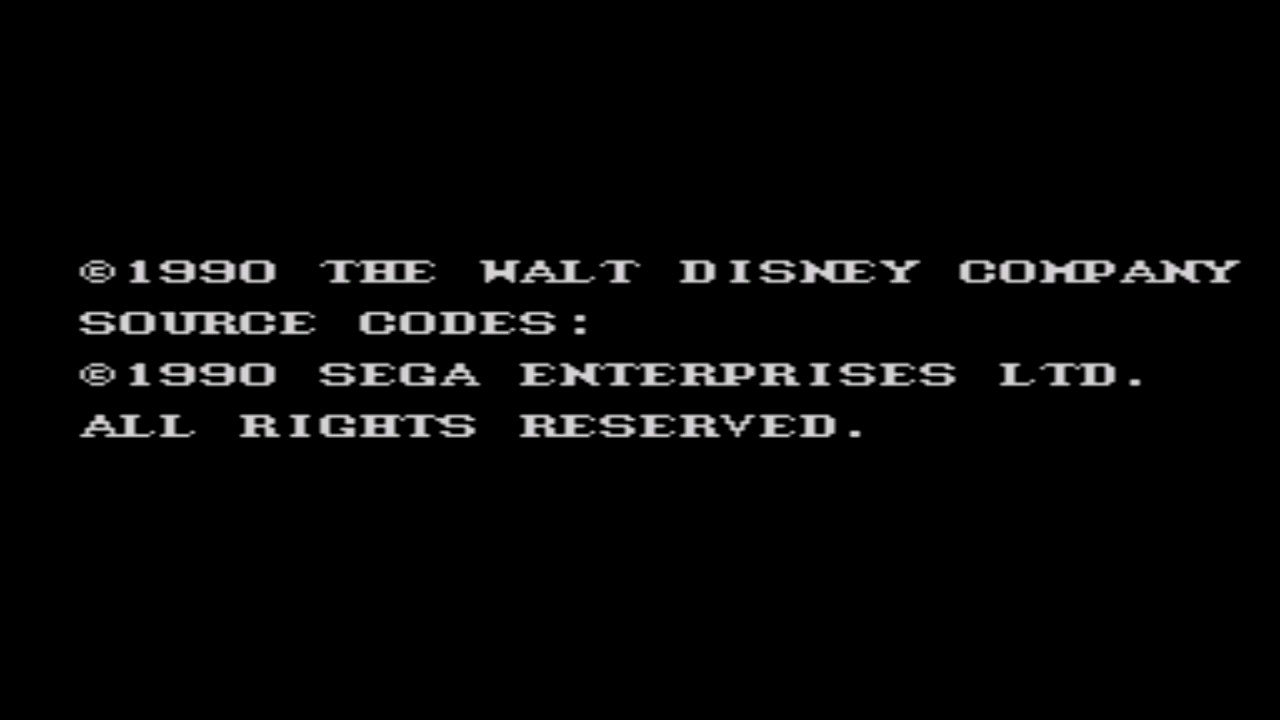 ©1990 THE WALT DISNEY COMPANY
SOURCE CODES:
©1990 SEGA ENTERPRISES LTD.
ALL RIGHTS RESERVED.